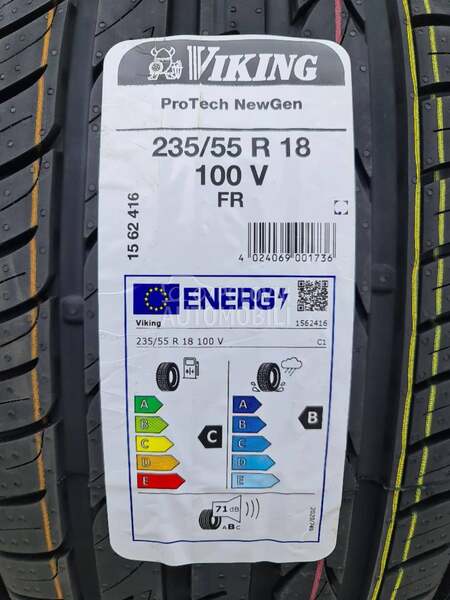 VIKING
ProTech NewGen
235/55 R 18
100 V
FR
15 62 416
4 024069 001736
ENERG
Viking 1562416
235/55 R 18 100 V C1
A A
B B B
C C C
D D
E E
71 dB
A B C
2020/740
AUTOMOBILI